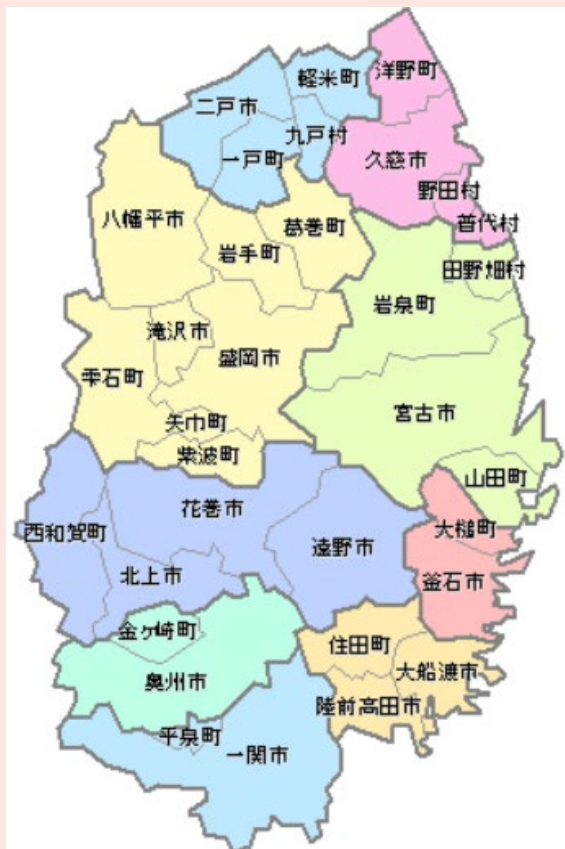 軽米町
洋野町
二戸市
九戸村
一戸町
久慈市
野田村
普代村
八幡平市
葛巻町
岩手町
田野畑村
岩泉町
滝沢市
盛岡市
雫石町
宮古市
矢巾町
紫波町
山田町
花巻市
大槌町
西和賀町
遠野市
北上市
釜石市
金ヶ崎町
住田町
大船渡市
奥州市
陸前高田市
平泉町
一関市